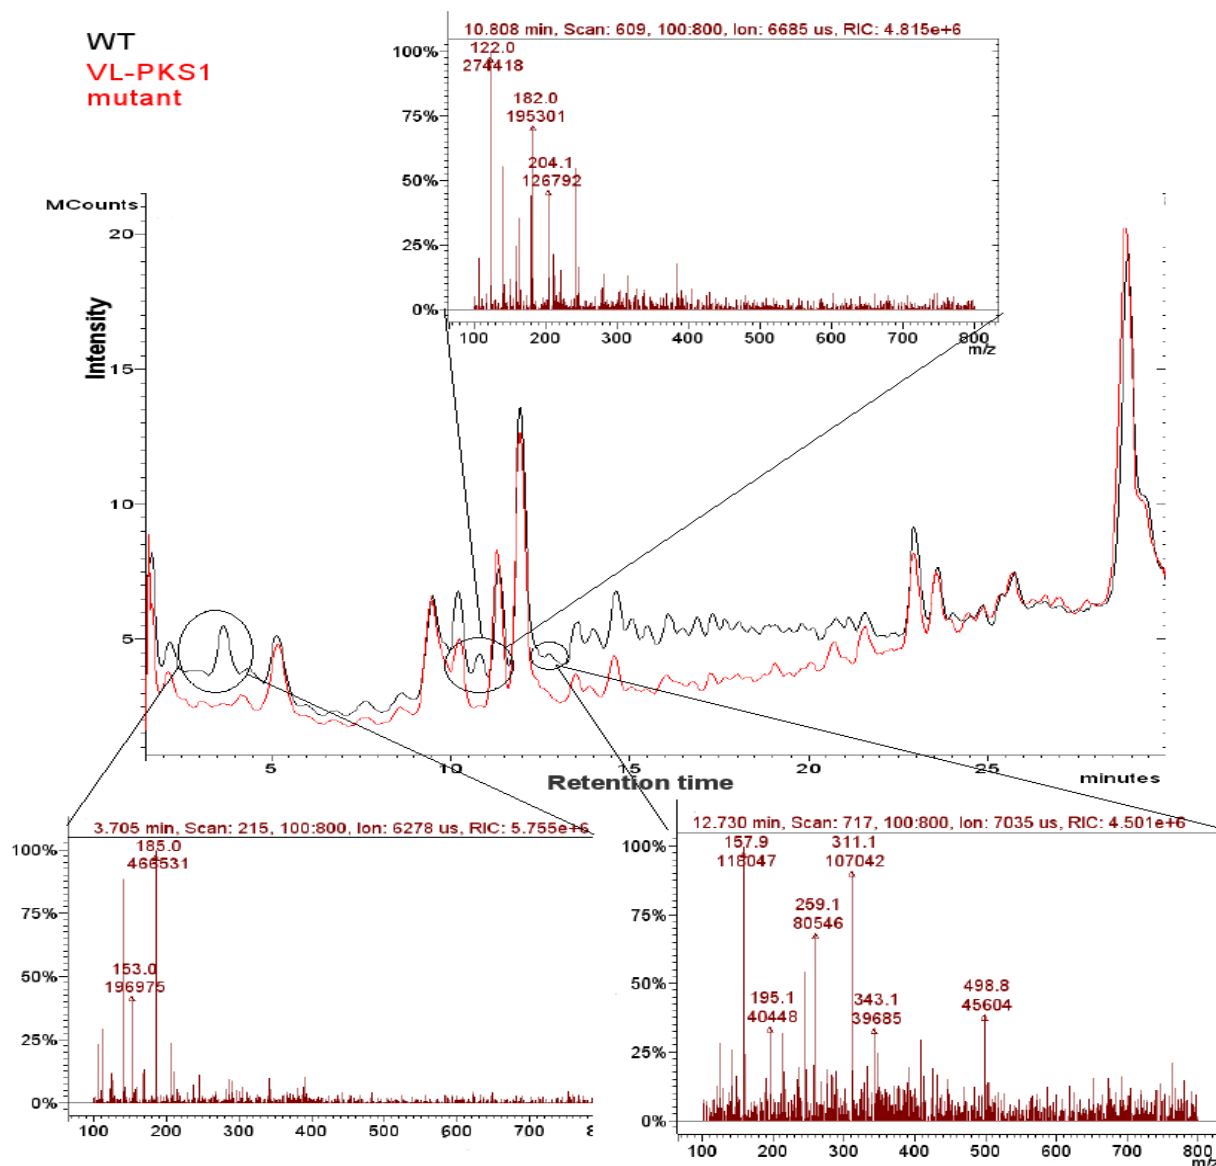 WT
VL-PKS1
mutant
10.808 min, Scan: 609, 100:800, Ion: 6685 us, RIC: 4.815e+6
100%
122.0
274418
75%
182.0
195301
204.1
126792
50%
25%
0%
100 200 300 400 500 600 700 800
m/z
MCounts
20
15
10
5
Intensity
5 10 15 20 25
Retention time
minutes
3.705 min, Scan: 215, 100:800, Ion: 6278 us, RIC: 5.755e+6
100%
185.0
466531
75%
50%
153.0
196975
25%
0%
100 200 300 400 500 600 700
12.730 min, Scan: 717, 100:800, Ion: 7035 us, RIC: 4.501e+6
100%
157.9
118047
311.1
107042
75%
259.1
80546
50%
195.1
40448
343.1
39685
498.8
45604
25%
0%
100 200 300 400 500 600 700 800
m/z